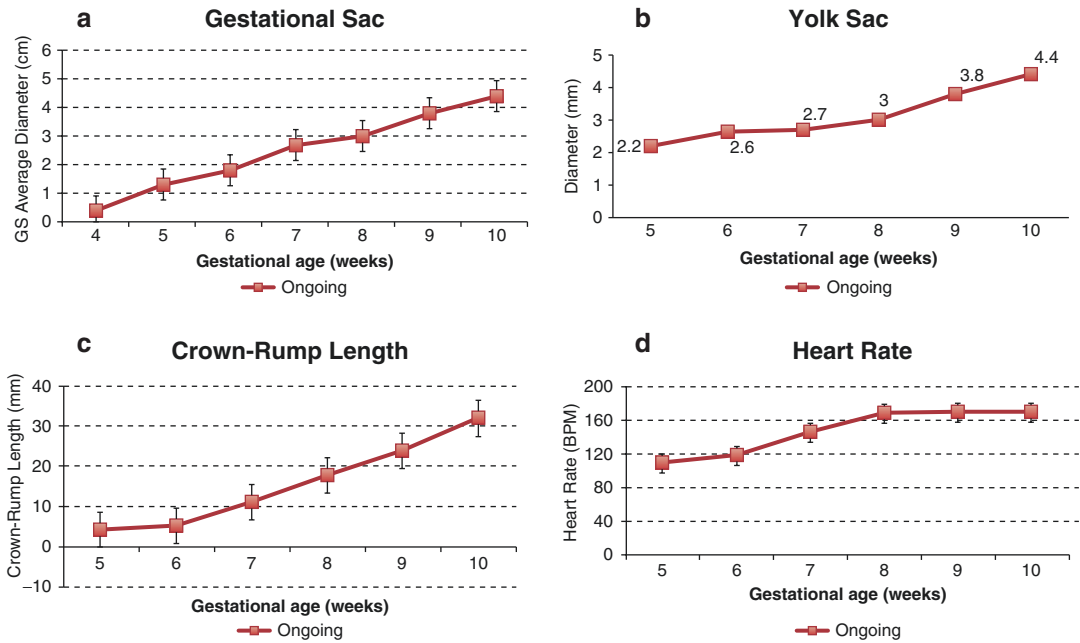 a Gestational Sac
GS Average Diameter (cm)
6
5
4
3
2
1
0
4 5 6 7 8 9 10
Gestational age (weeks)
Ongoing
b Yolk Sac
Diameter (mm)
5
4
3
2
1
0
2.2 2.6 2.7 3 3.8 4.4
5 6 7 8 9 10
Gestational age (weeks)
Ongoing
c Crown-Rump Length
Crown-Rump Length (mm)
40
30
20
10
0
–10
5 6 7 8 9 10
Gestational age (weeks)
Ongoing
d Heart Rate
Heart Rate (BPM)
200
160
120
80
40
0
5 6 7 8 9 10
Gestational age (weeks)
Ongoing